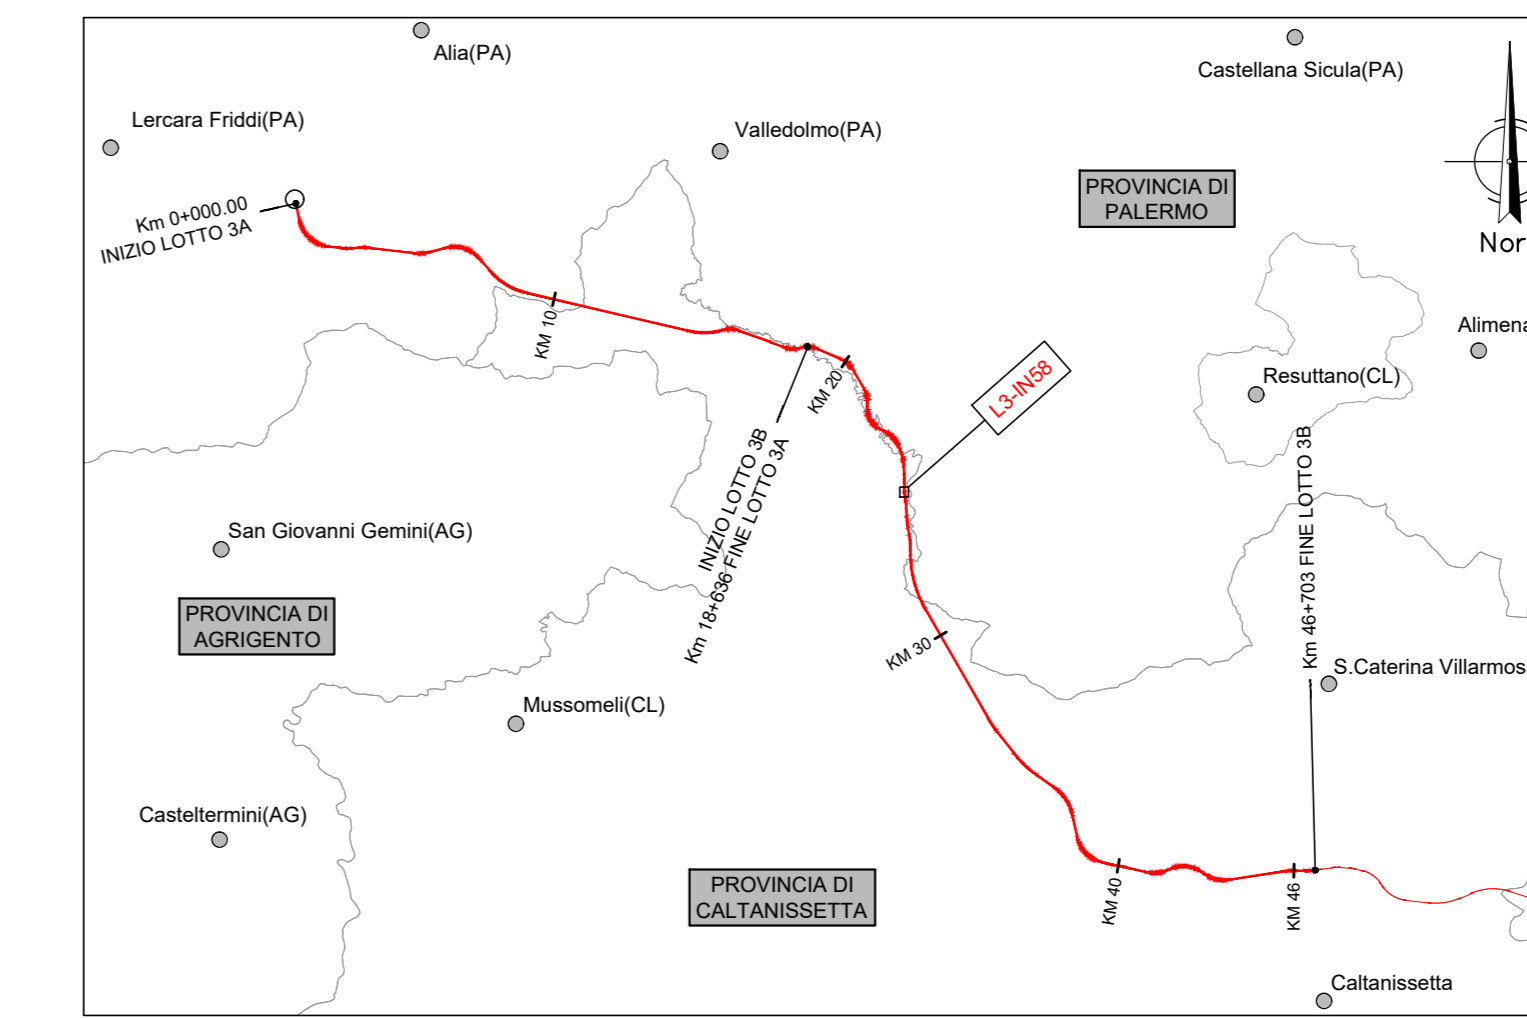 Alia(PA)
Castellana Sicula(PA)
Lercara Friddi(PA)
Valledolmo(PA)
PROVINCIA DI
PALERMO
Km 0+000.00
INIZIO LOTTO 3A
Nor
KM 10
Alimena
KM 20
L3-IN58
Resuttano(CL)
INIZIO LOTTO 3B
Km 18+636 FINE LOTTO 3A
Km 46+703 FINE LOTTO 3B
San Giovanni Gemini(AG)
PROVINCIA DI
AGRIGENTO
KM 30
S.Caterina Villarmos
Mussomeli(CL)
Casteltermini(AG)
PROVINCIA DI
CALTANISSETTA
KM 40
KM 46
Caltanissetta